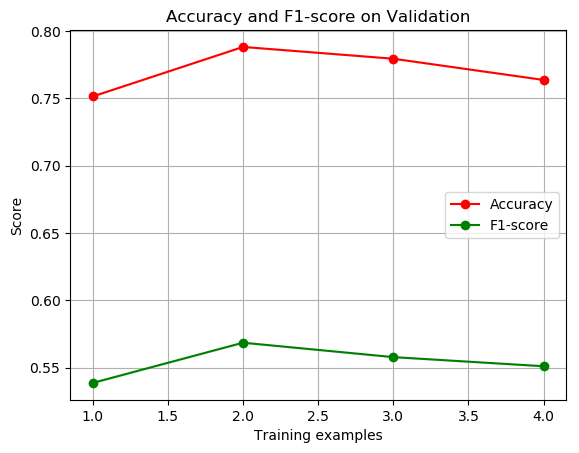 Accuracy and F1-score on Validation
0.80
0.75
0.70
0.65
0.60
0.55
Score
Accuracy
F1-score
1.0 1.5 2.0 2.5 3.0 3.5 4.0
Training examples